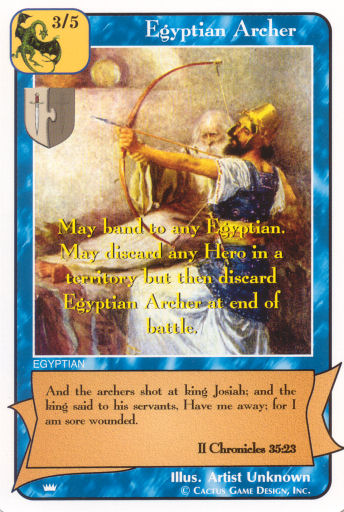 3/5
Egyptian Archer
May band to any Egyptian.
May discard any Hero in a
territory but then discard
Egyptian Archer at end of
battle.
EGYPTIAN
And the archers shot at king Josiah; and the
king said to his servants, Have me away; for I
am sore wounded.
II Chronicles 35:23
Illus. Artist Unknown
© CACTUS GAME DESIGN, INC.